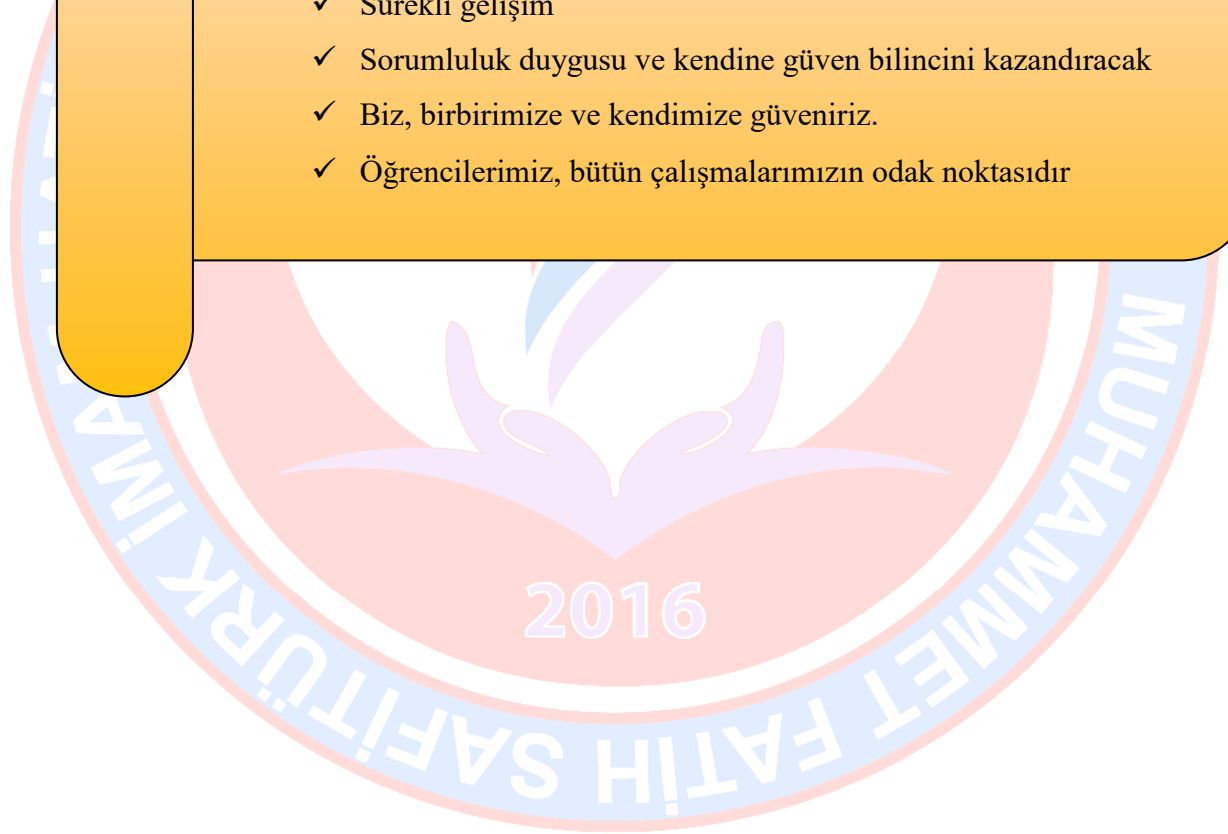 Sürekli gelişim
Sorumluluk duygusu ve kendine güven bilincini kazandıracak
Biz, birbirimize ve kendimize güveniriz.
Öğrencilerimiz, bütün çalışmalarımızın odak noktasıdır
2016
MUHAMMET FATİH SAFİTÜRK İMA